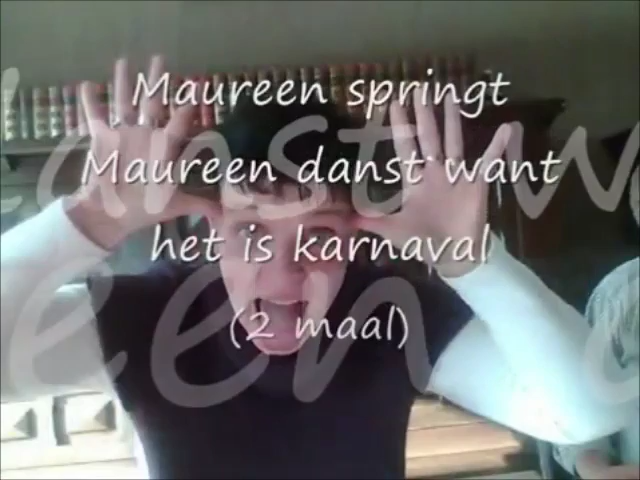 Maureen springt
Maureen danst want
het is karnaval
(2 maal)